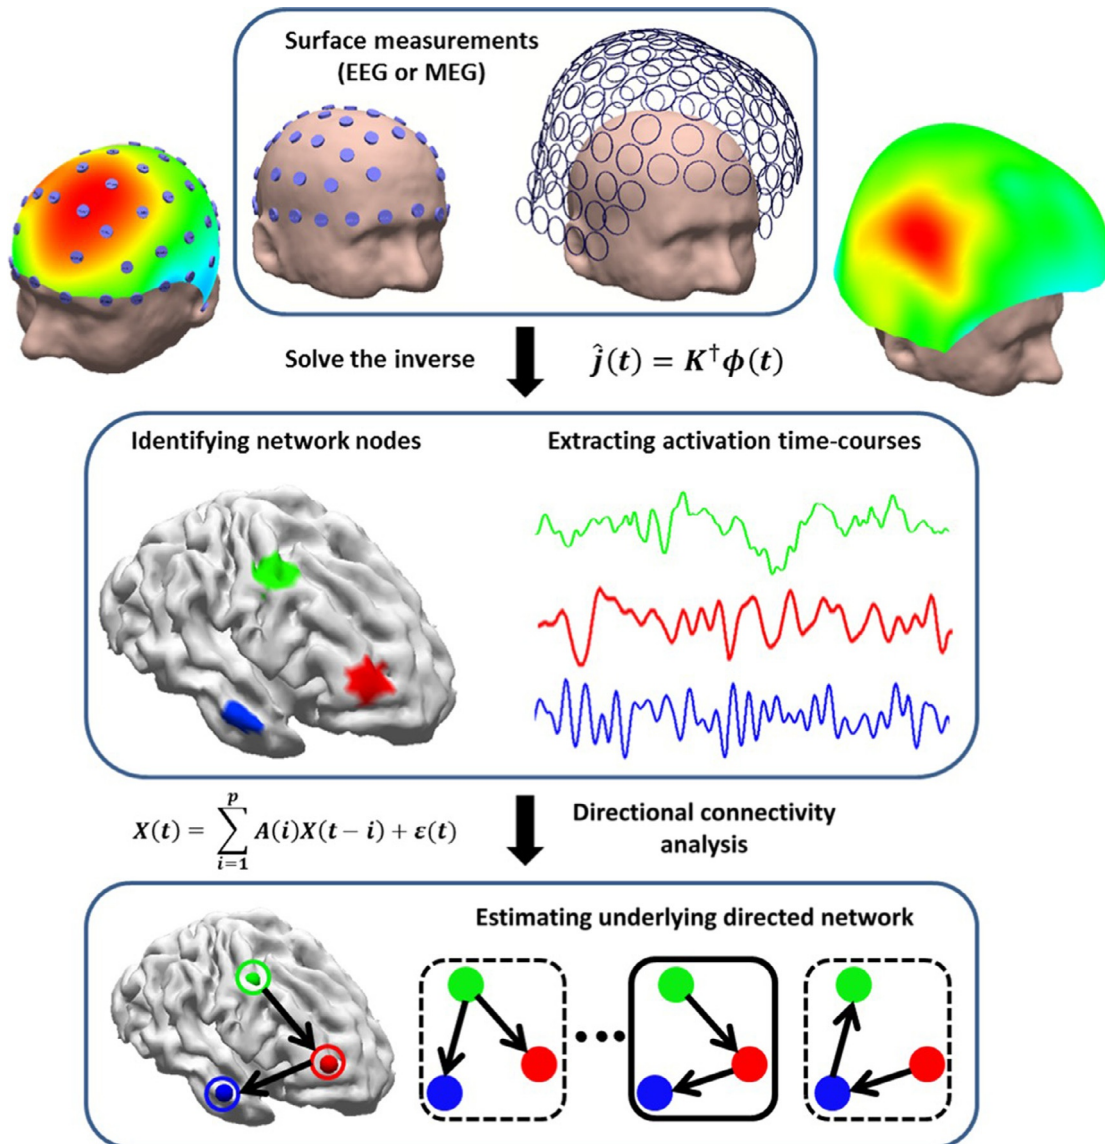 Surface measurements
(EEG or MEG)
Solve the inverse
ĵ(t) = K†ϕ(t)
Identifying network nodes
Extracting activation time-courses
X(t) = ∑_{i=1}^{p} A(i)X(t − i) + ε(t)
Directional connectivity
analysis
Estimating underlying directed network